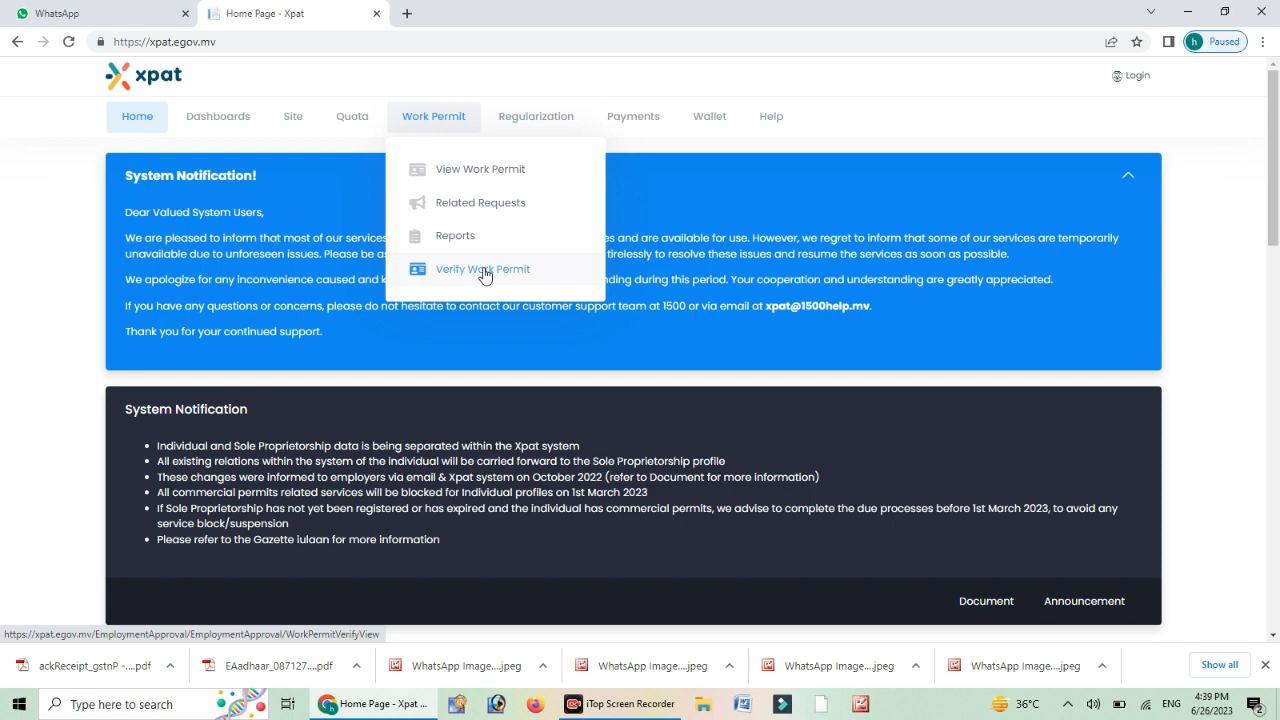 WhatsApp
Home Page - Xpat
https://xpat.egov.mv
h Paused
xpat
Login
Home Dashboards Site Quota Work Permit Regularization Payments Wallet Help
View Work Permit
Related Requests
Reports
Verify Work Permit
System Notification!
Dear Valued System Users,
We are pleased to inform that most of our services es and are available for use. However, we regret to inform that some of our services are temporarily
unavailable due to unforeseen issues. Please be as tirelessly to resolve these issues and resume the services as soon as possible.
We apologize for any inconvenience caused and k nding during this period. Your cooperation and understanding are greatly appreciated.
If you have any questions or concerns, please do not hesitate to contact our customer support team at 1500 or via email at xpat@1500help.mv.
Thank you for your continued support.
System Notification
• Individual and Sole Proprietorship data is being separated within the Xpat system
• All existing relations within the system of the individual will be carried forward to the Sole Proprietorship profile
• These changes were informed to employers via email & Xpat system on October 2022 (refer to Document for more information)
• All commercial permits related services will be blocked for Individual profiles on 1st March 2023
• If Sole Proprietorship has not yet been registered or has expired and the individual has commercial permits, we advise to complete the due processes before 1st March 2023, to avoid any
service block/suspension
• Please refer to the Gazette iulaan for more information
Document Announcement
https://xpat.egov.mv/EmploymentApproval/EmploymentApproval/WorkPermitVerifyView
ackReceipt_gstnP -....pdf EAadhaar_087127....pdf WhatsApp Image....jpeg WhatsApp Image....jpeg WhatsApp Image....jpeg WhatsApp Image....jpeg Show all
Type here to search
Home Page - Xpat ...
iTop Screen Recorder
36°C
4:39 PM
6/26/2023
2